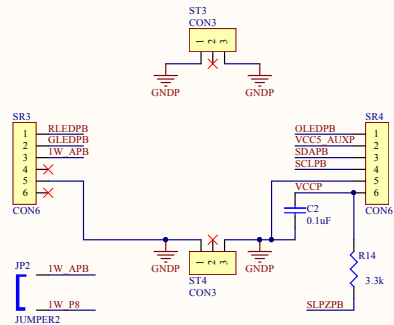 ST3
CON3
1 2 3
GNDP GNDP
SR3 SR4
1 RLEDPB OLEDPB 1
2 GLEDPB VCC5_AUXP 2
3 1W_APB SDAPB 3
4 SCLPB 4
5 5
6 VCCP 6
CON6 CON6
C2
0.1uF
1 2 3
GNDP GNDP
ST4
CON3
R14
3.3k
JP2
1W_APB
1W_P8 SLPZPB
JUMPER2